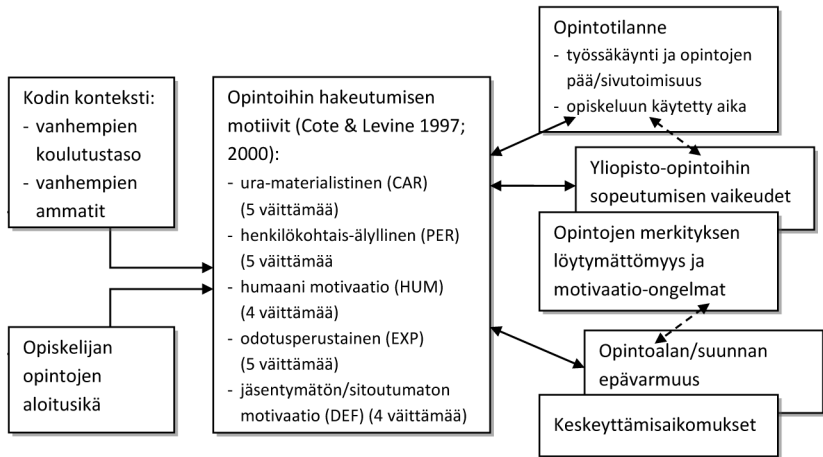 Kodin konteksti:
- vanhempien
koulutustaso
- vanhempien
ammatit
Opiskelijan
opintojen
aloitusikä
Opintoihin hakeutumisen
motiivit (Cote & Levine 1997;
2000):
- ura-materialistinen (CAR)
(5 väittämää)
- henkilökohtais-älyllinen (PER)
(5 väittämää
- humaani motivaatio (HUM)
(4 väittämää)
- odotusperustainen (EXP)
(5 väittämää)
- jäsentymätön/sitoutumaton
motivaatio (DEF) (4 väittämää)
Opintotilanne
- työssäkäynti ja opintojen
pää/sivutoimisuus
- opiskeluun käytetty aika
Yliopisto-opintoihin
sopeutumisen vaikeudet
Opintojen merkityksen
löytymättömyys ja
motivaatio-ongelmat
Opintoalan/suunnan
epävarmuus
Keskeyttämisaikomukset